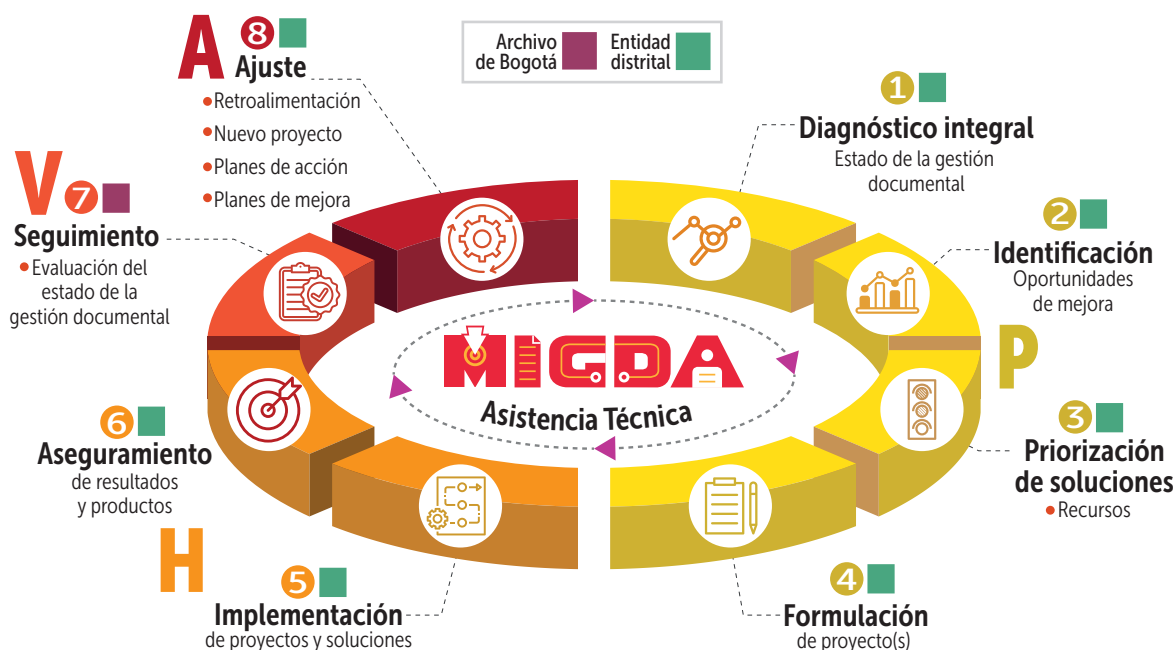 Archivo
de Bogotá
Entidad
distrital
A
8
Ajuste
• Retroalimentación
• Nuevo proyecto
• Planes de acción
• Planes de mejora
1
Diagnóstico integral
Estado de la gestión
documental
2
Identificación
Oportunidades
de mejora
P
3
Priorización
de soluciones
• Recursos
4
Formulación
de proyecto(s)
5
Implementación
de proyectos y soluciones
H
6
Aseguramiento
de resultados
y productos
V
7
Seguimiento
• Evaluación del
estado de la
gestión documental
MIGDA
Asistencia Técnica